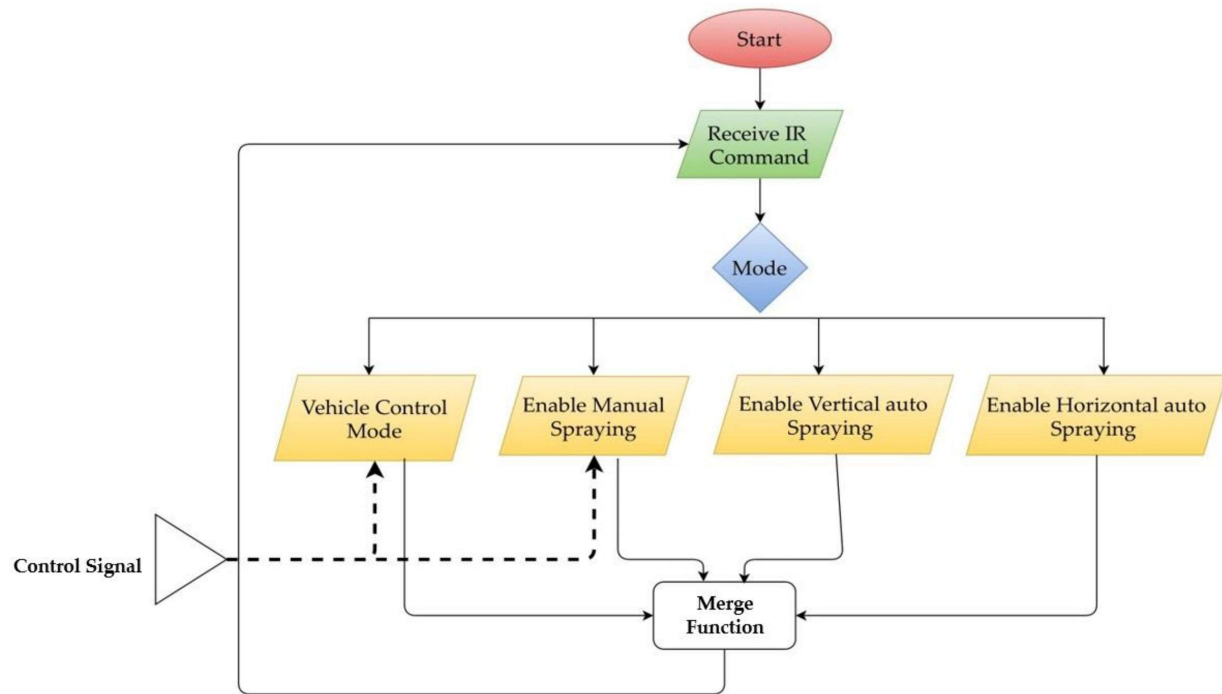 Start
Receive IR
Command
Mode
Vehicle Control
Mode
Enable Manual
Spraying
Enable Vertical auto
Spraying
Enable Horizontal auto
Spraying
Control Signal
Merge
Function